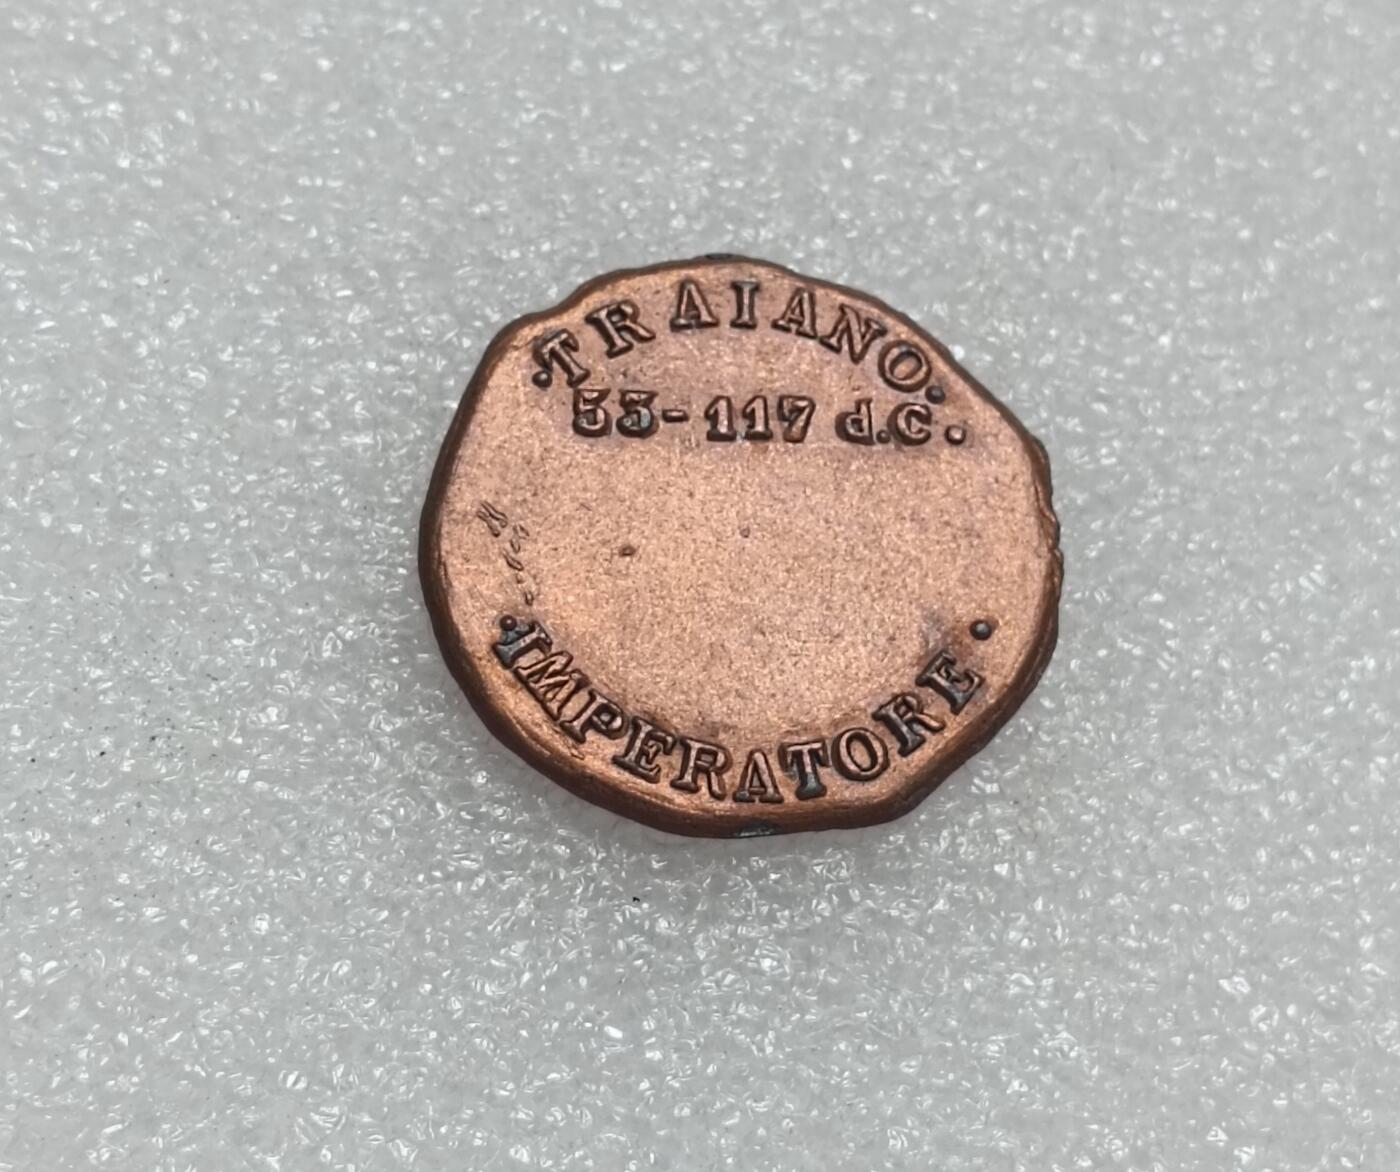 ·TRAIANO·
53-117 d.C.
·IMPERATORE·